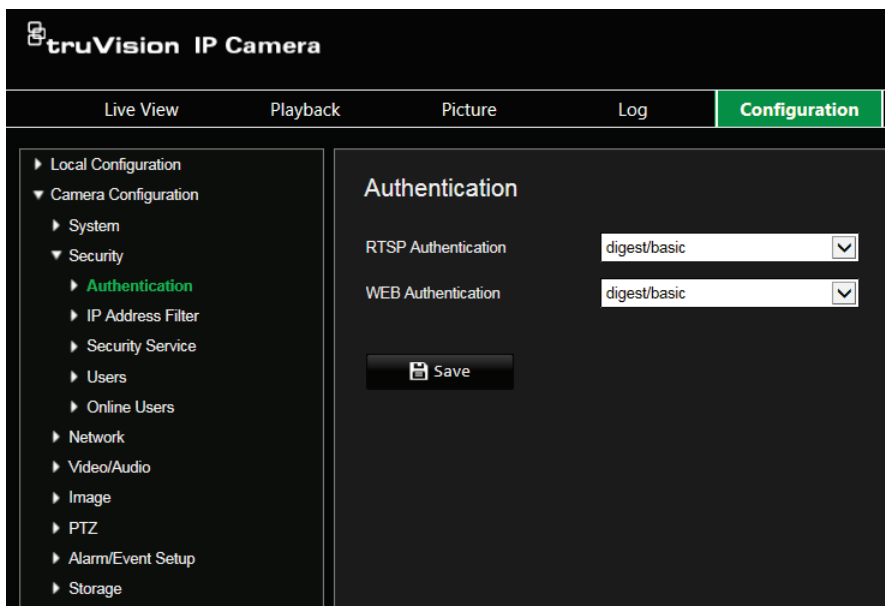 truVision IP Camera
Live View Playback Picture Log Configuration
Local Configuration
Camera Configuration
System
Security
Authentication
IP Address Filter
Security Service
Users
Online Users
Network
Video/Audio
Image
PTZ
Alarm/Event Setup
Storage
Authentication
RTSP Authentication digest/basic
WEB Authentication digest/basic
Save